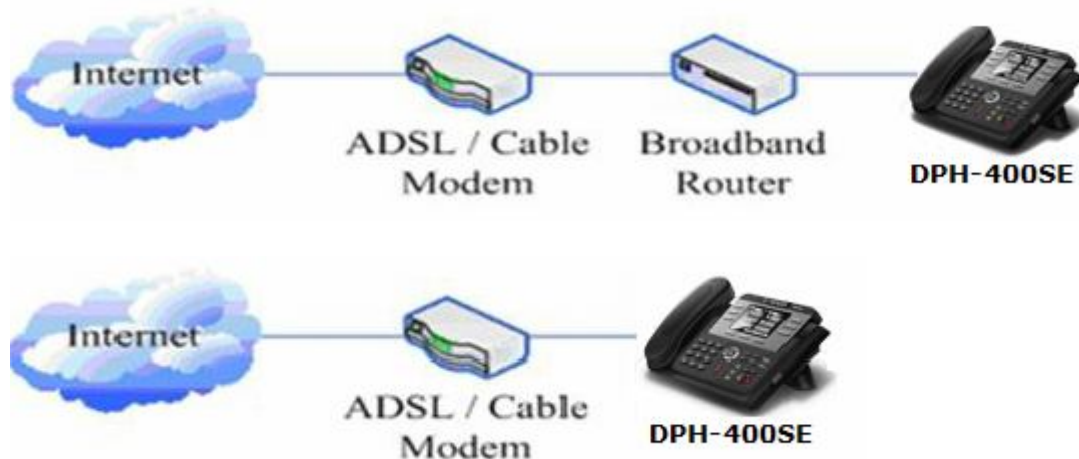 Internet
ADSL / Cable
Modem
Broadband
Router
DPH-400SE
Internet
ADSL / Cable
Modem
DPH-400SE